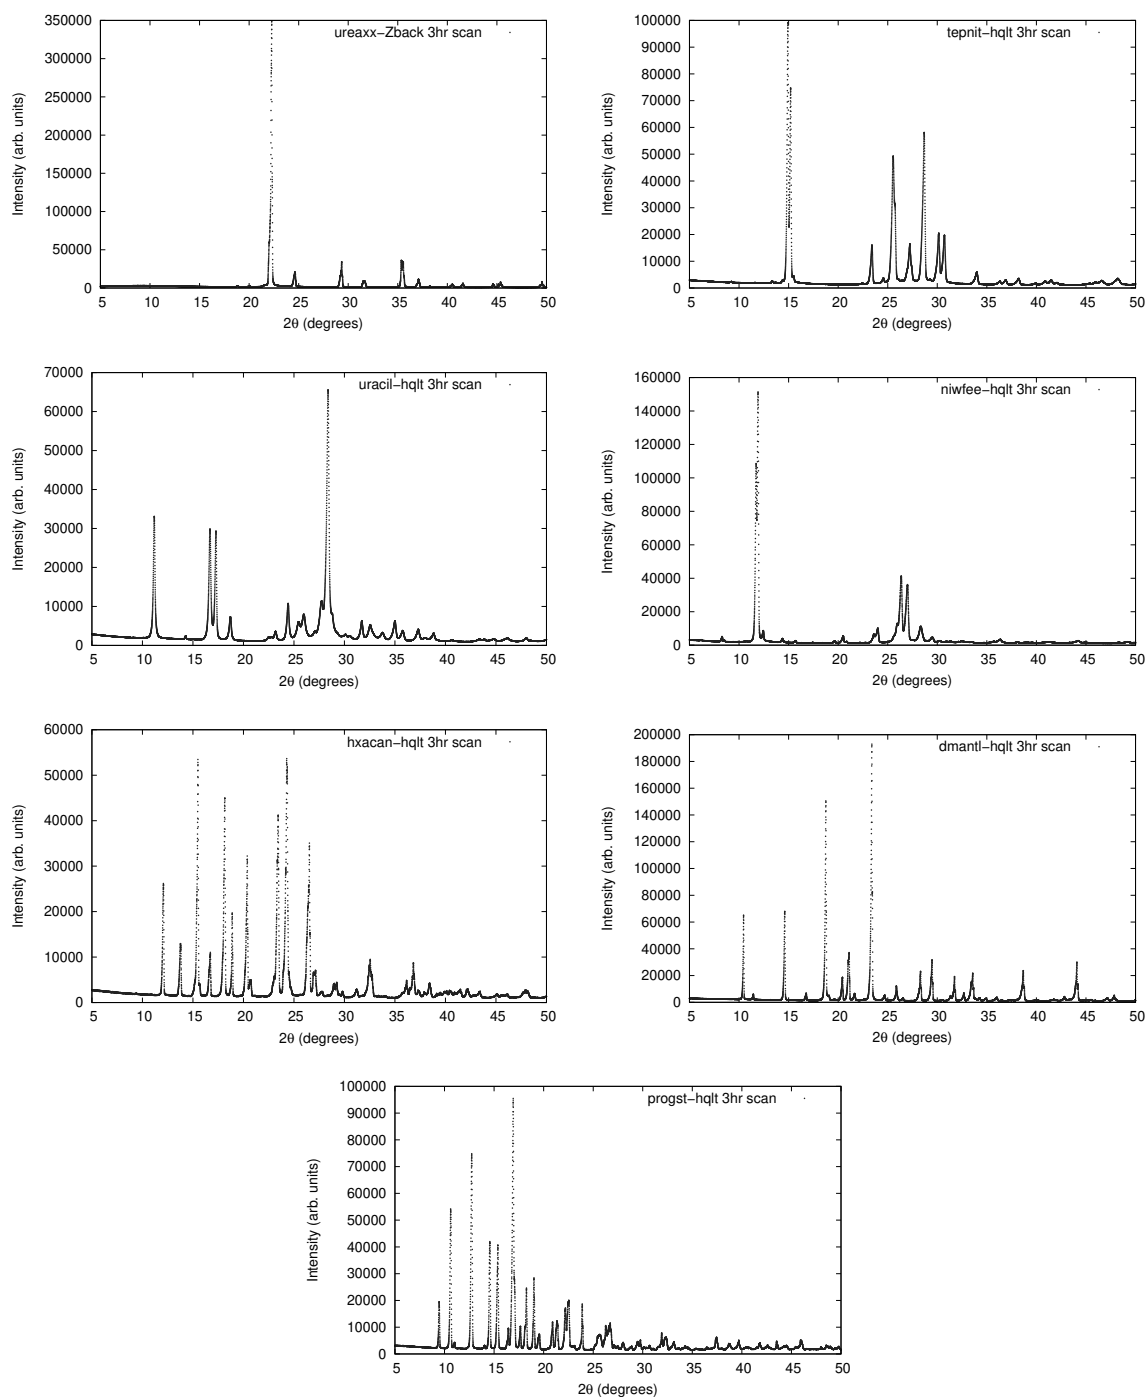 350000
300000
250000
200000
150000
100000
50000
0
Intensity (arb. units)
ureaxx−Zback 3hr scan
5 10 15 20 25 30 35 40 45 50
2θ (degrees)
100000
90000
80000
70000
60000
50000
40000
30000
20000
10000
0
Intensity (arb. units)
tepnit−hqlt 3hr scan
5 10 15 20 25 30 35 40 45 50
2θ (degrees)
70000
60000
50000
40000
30000
20000
10000
0
Intensity (arb. units)
uracil−hqlt 3hr scan
5 10 15 20 25 30 35 40 45 50
2θ (degrees)
160000
140000
120000
100000
80000
60000
40000
20000
0
Intensity (arb. units)
niwfee−hqlt 3hr scan
5 10 15 20 25 30 35 40 45 50
2θ (degrees)
60000
50000
40000
30000
20000
10000
0
Intensity (arb. units)
hxacan−hqlt 3hr scan
5 10 15 20 25 30 35 40 45 50
2θ (degrees)
200000
180000
160000
140000
120000
100000
80000
60000
40000
20000
0
Intensity (arb. units)
dmantl−hqlt 3hr scan
5 10 15 20 25 30 35 40 45 50
2θ (degrees)
100000
90000
80000
70000
60000
50000
40000
30000
20000
10000
0
Intensity (arb. units)
progst−hqlt 3hr scan
5 10 15 20 25 30 35 40 45 50
2θ (degrees)